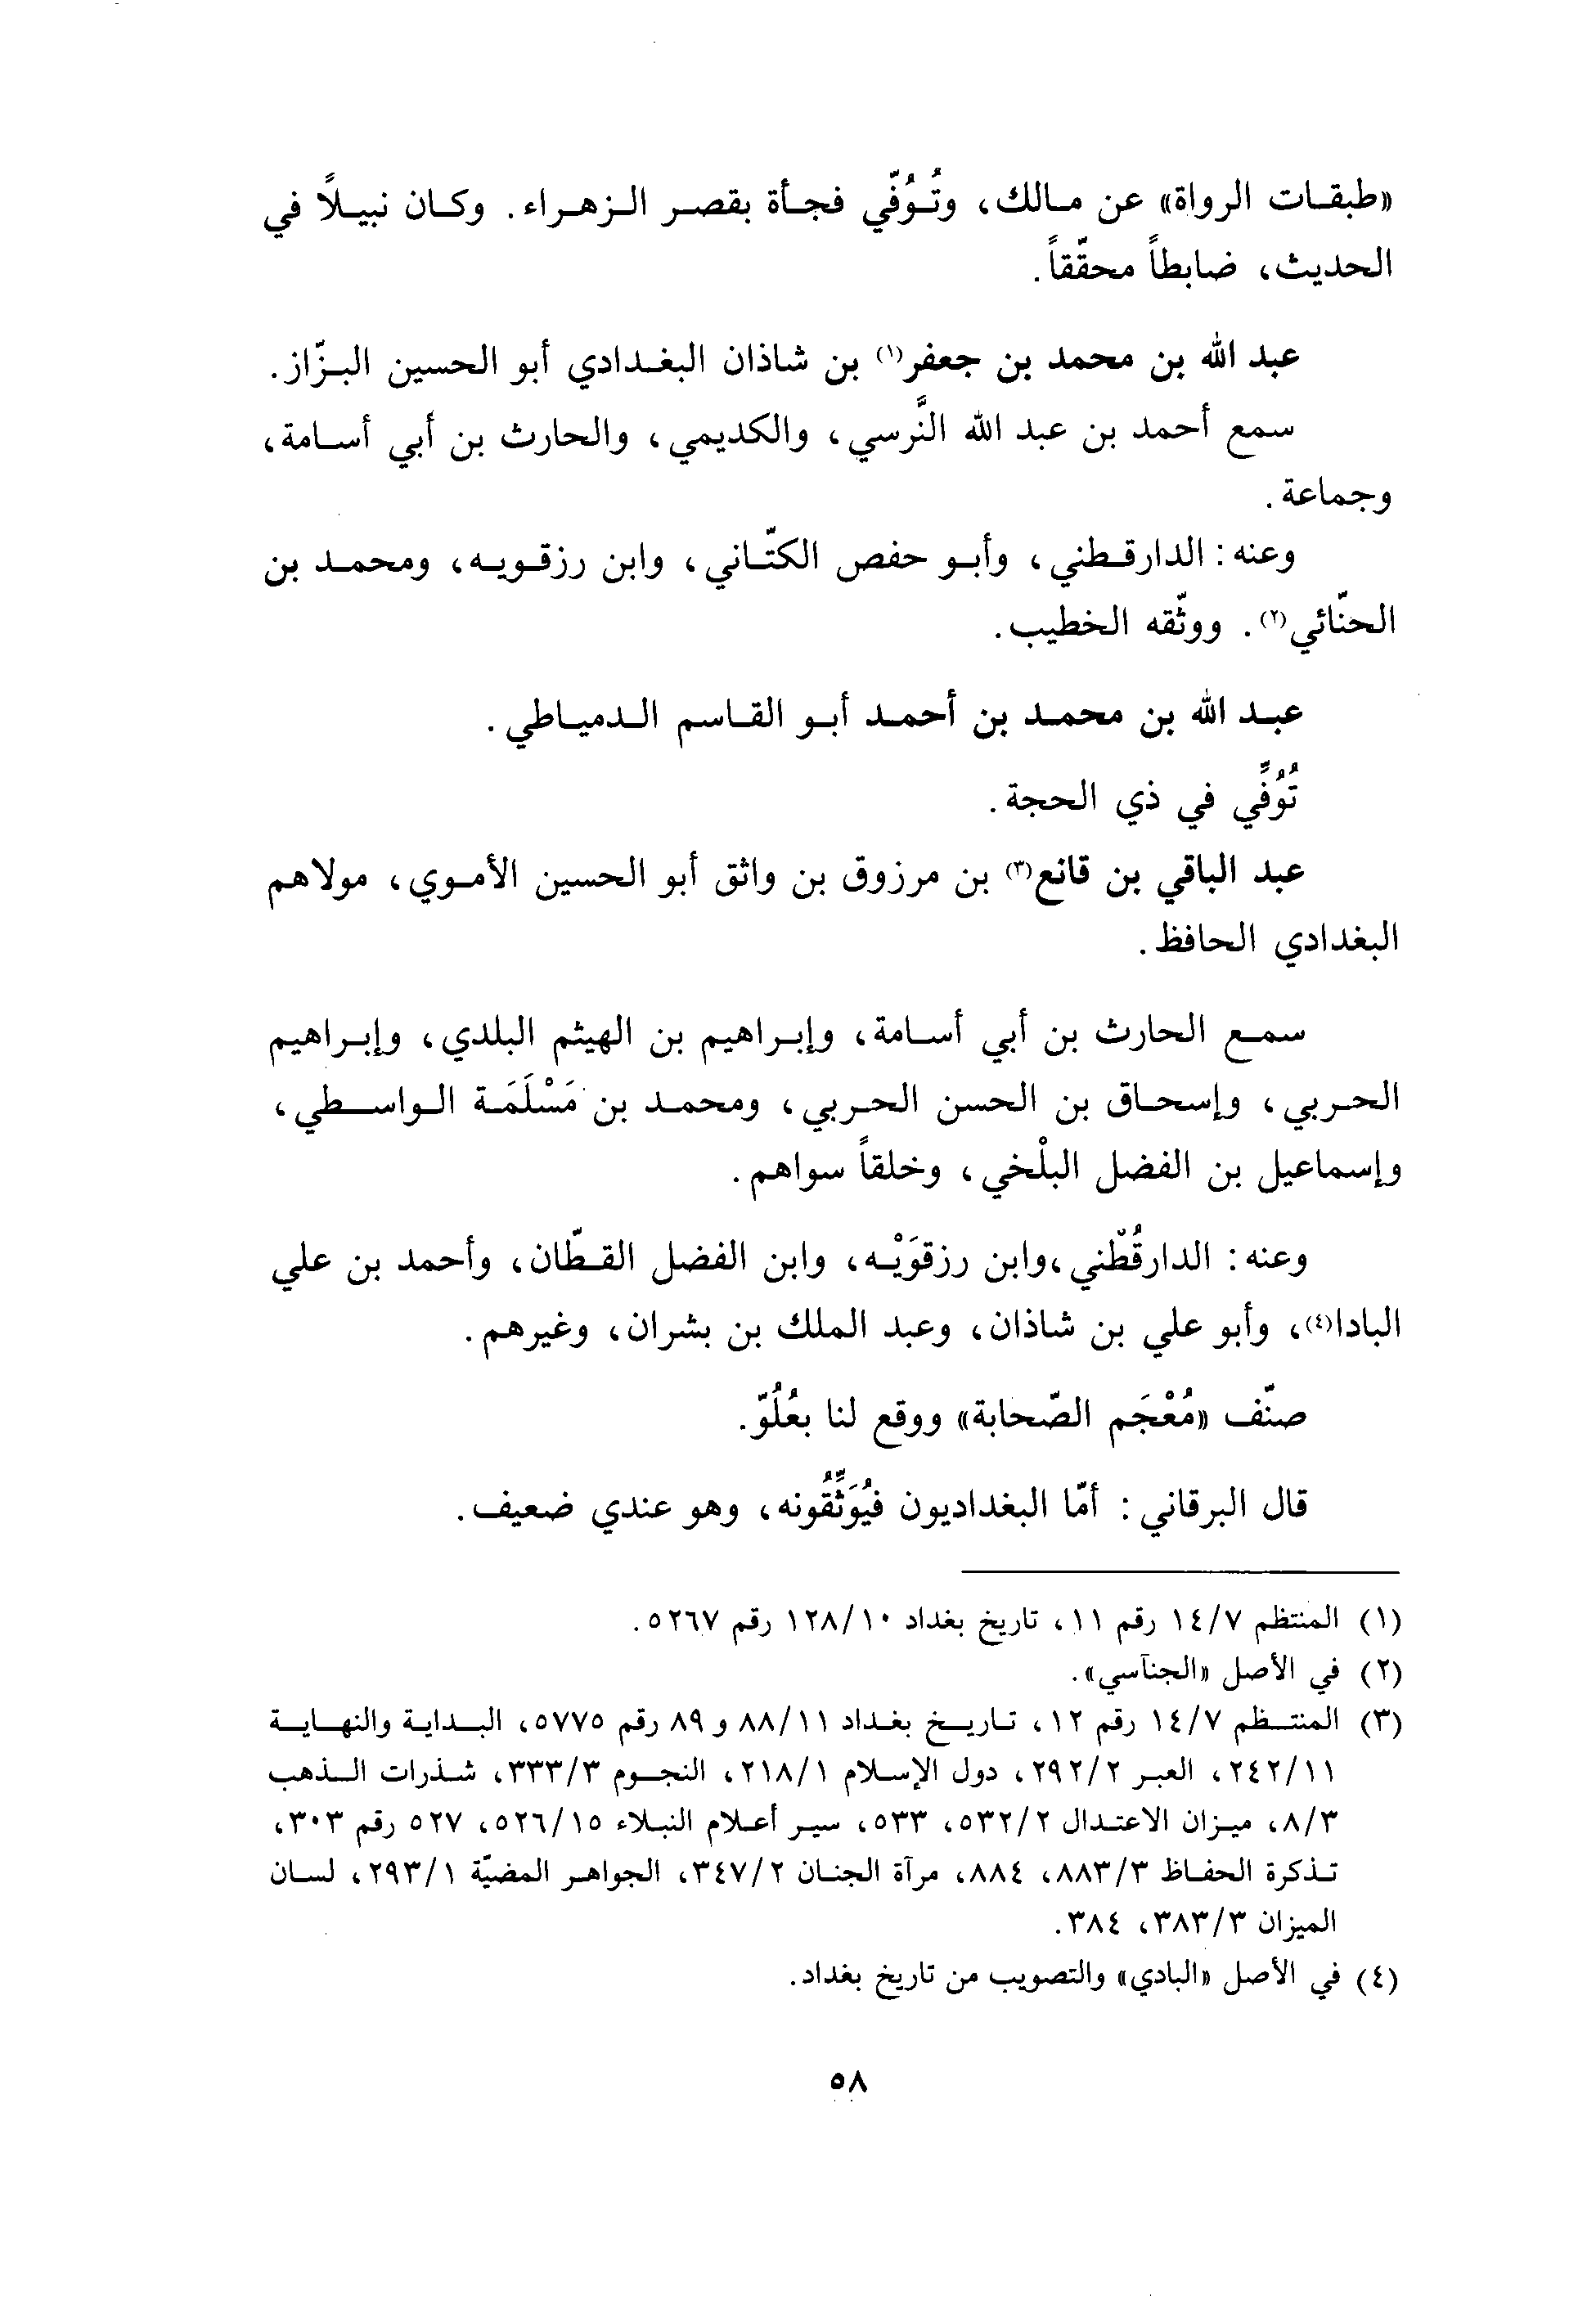 «طبقات الرواة» عن مالك، وتُوُفّي فجأة بقصر الزهراء. وكان نبيلاً في
الحديث، ضابطاً محقّقاً.
عبد الله بن محمد بن جعفر(١) بن شاذان البغدادي أبو الحسين البزّاز.
سمع أحمد بن عبد الله النَّرسي، والكديمي، والحارث بن أبي أسامة،
وجماعة.
وعنه: الدارقطني، وأبو حفص الكتّاني، وابن رزقويه، ومحمد بن
الحنّائي(٢). ووثّقه الخطيب.
عبد الله بن محمد بن أحمد أبو القاسم الدمياطي.
تُوُفِّي في ذي الحجة.
عبد الباقي بن قانع(٣) بن مرزوق بن واثق أبو الحسين الأموي، مولاهم
البغدادي الحافظ.
سمع الحارث بن أبي أسامة، وإبراهيم بن الهيثم البلدي، وإبراهيم
الحربي، وإسحاق بن الحسن الحربي، ومحمد بن مَسْلَمَة الواسطي،
وإسماعيل بن الفضل البلْخي، وخلقاً سواهم.
وعنه: الدارقُطْني،وابن رزقوَيْه، وابن الفضل القطّان، وأحمد بن علي
البادا(٤)، وأبو علي بن شاذان، وعبد الملك بن بشران، وغيرهم.
صنّف «مُعْجَم الصّحابة» ووقع لنا بعُلُوّ.
قال البرقاني: أمّا البغداديون فيُوَثِّقُونه، وهو عندي ضعيف.
(١) المنتظم ١٤/٧ رقم ١١، تاريخ بغداد ١٢٨/١٠ رقم ٥٢٦٧.
(٢) في الأصل «الجنآسي».
(٣) المنتظم ١٤/٧ رقم ١٢، تاريخ بغداد ٨٨/١١ و ٨٩ رقم ٥٧٧٥، البداية والنهاية
٢٤٢/١١، العبر ٢٩٢/٢، دول الإسلام ٢١٨/١، النجوم ٣٣٣/٣، شذرات الذهب
٨/٣، ميزان الاعتدال ٥٣٢/٢، ٥٣٣، سير أعلام النبلاء ٥٢٦/١٥، ٥٢٧ رقم ٣٠٣،
تذكرة الحفاظ ٨٨٣/٣، ٨٨٤، مرآة الجنان ٣٤٧/٢، الجواهر المضيّة ٢٩٣/١، لسان
الميزان ٣٨٣/٣، ٣٨٤.
(٤) في الأصل «البادي» والتصويب من تاريخ بغداد.
٥٨